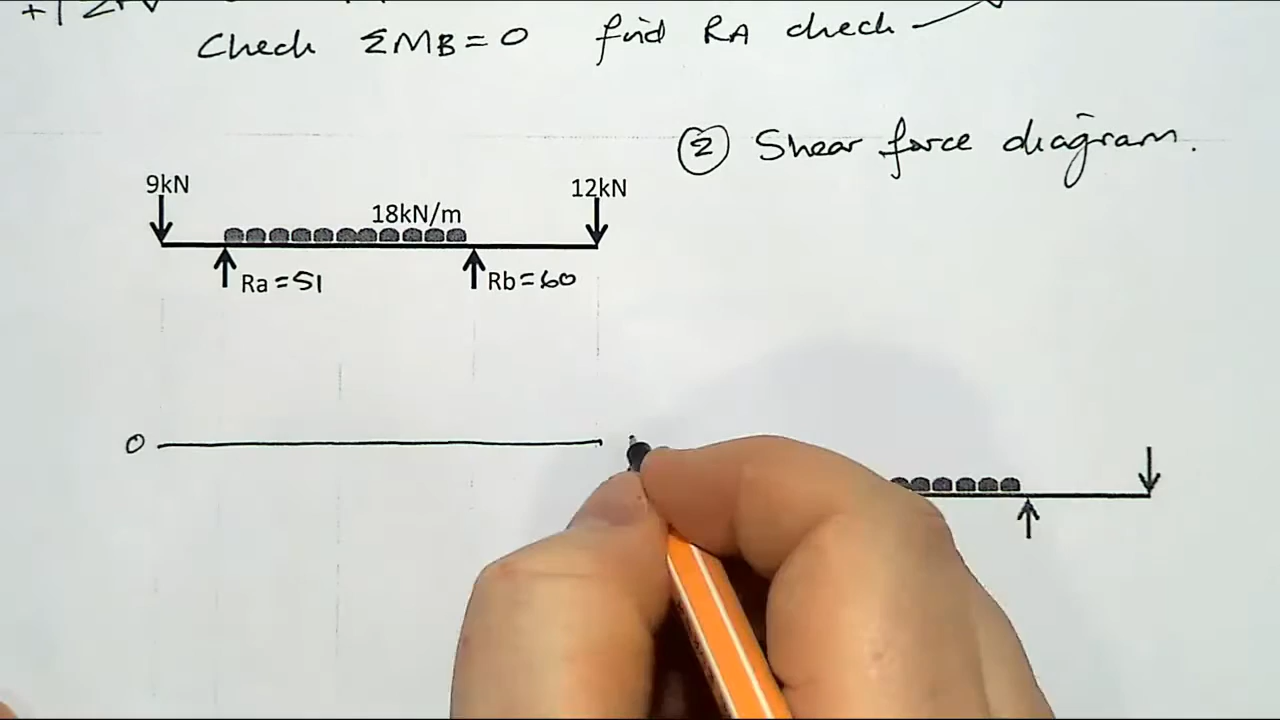 Check ΣMB=0 find RA check
② Shear force diagram.
9kN
12kN
18kN/m
Ra =51
Rb =60
0